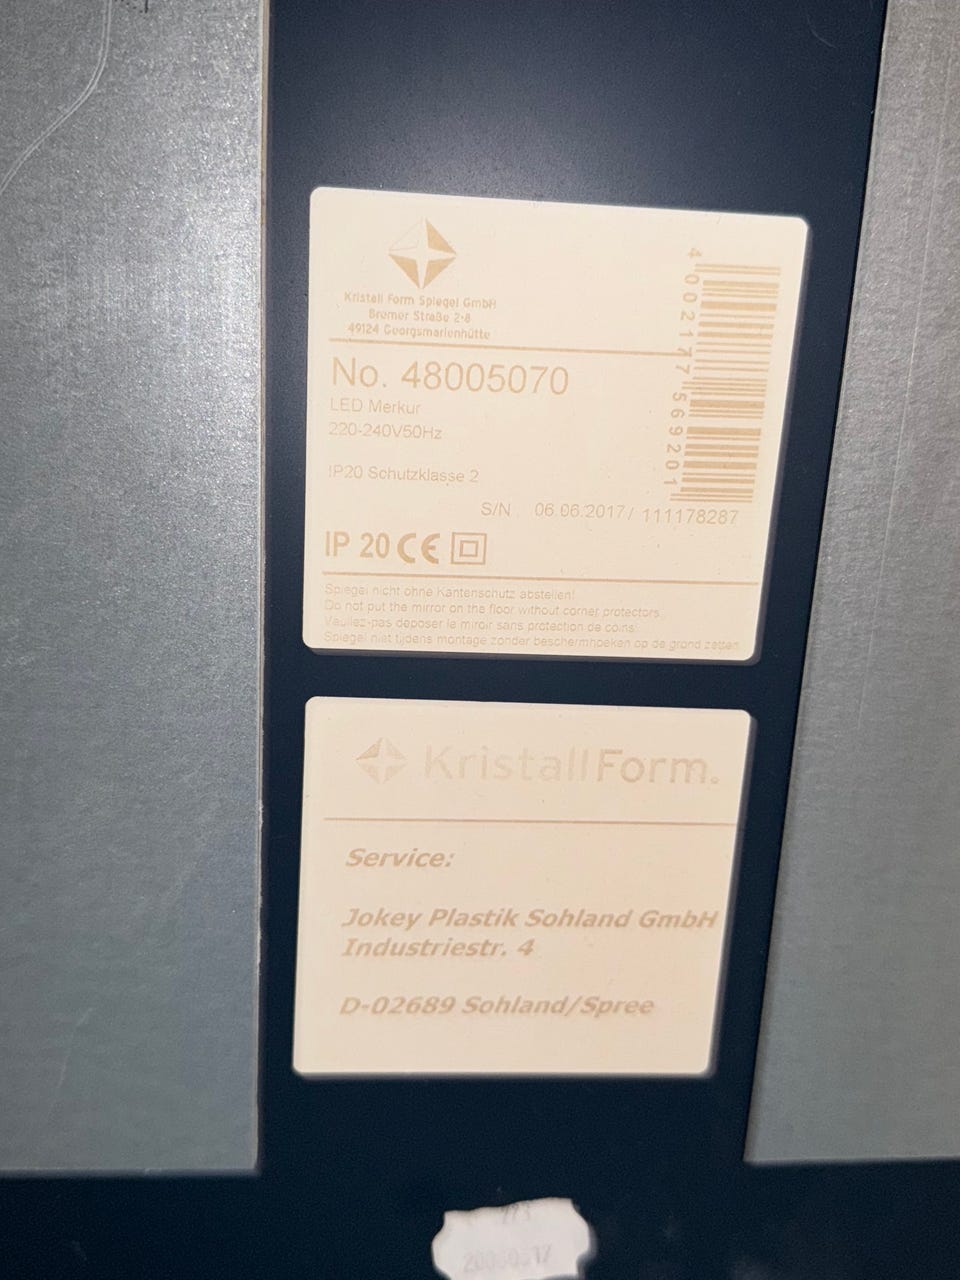 Kristall Form Spiegel GmbH
Bremer Straße 2-8
49124 Georgsmarienhütte
No. 48005070
LED Merkur
220-240V50Hz
IP20 Schutzklasse 2
S/N 06.06.2017/ 111178287
IP 20 CE
4 002177 569201
Spiegel nicht ohne Kantenschutz abstellen!
Do not put the mirror on the floor without corner protectors.
Veuillez-pas deposer le miroir sans protection de coins!
Spiegel niet tijdens montage zonder beschermhoeken op de grond zetten
KristallForm.
Service:
Jokey Plastik Sohland GmbH
Industriestr. 4
D-02689 Sohland/Spree